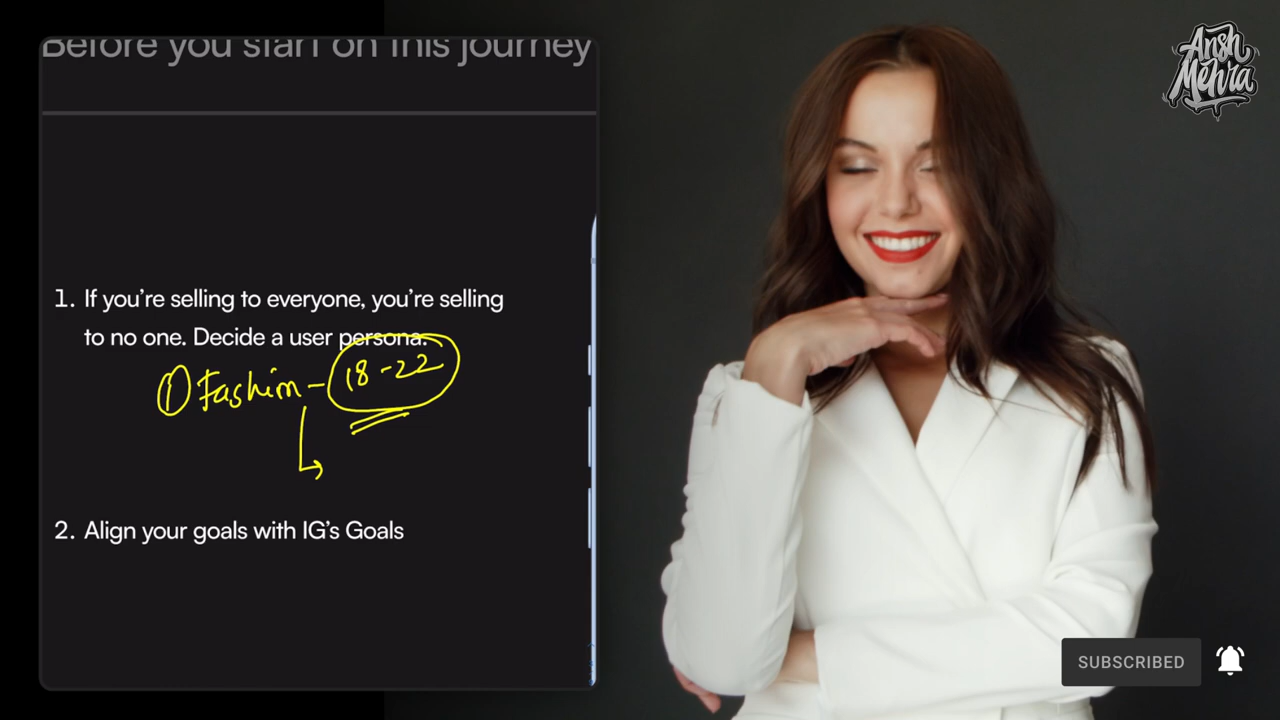 Before you start on this journey
1. If you're selling to everyone, you're selling
to no one. Decide a user persona.
① Fashion - 18-22
2. Align your goals with IG's Goals
Ansh
Mehra
SUBSCRIBED